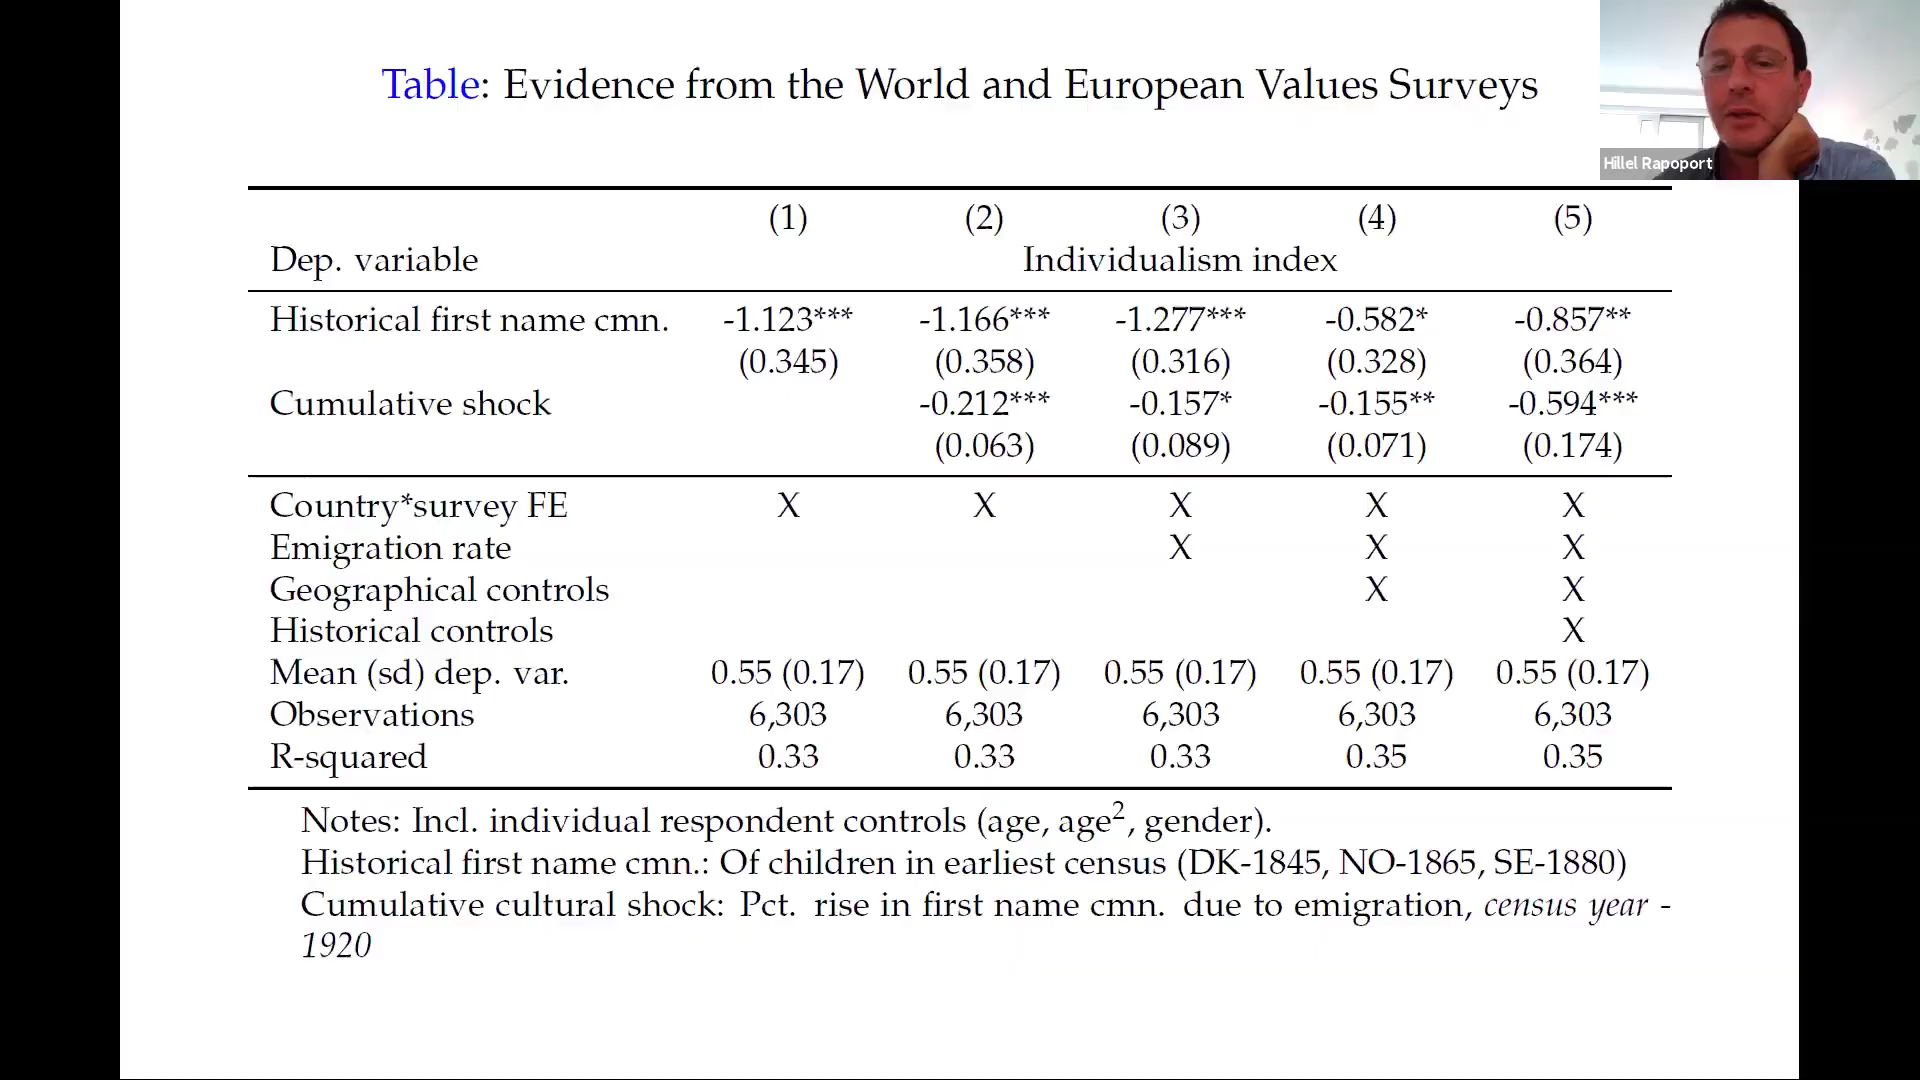 Table: Evidence from the World and European Values Surveys
Hillel Rapoport
(1) (2) (3) (4) (5)
Dep. variable Individualism index
Historical first name cmn. -1.123*** -1.166*** -1.277*** -0.582* -0.857**
(0.345) (0.358) (0.316) (0.328) (0.364)
Cumulative shock -0.212*** -0.157* -0.155** -0.594***
(0.063) (0.089) (0.071) (0.174)
Country*survey FE X X X X X
Emigration rate X X X
Geographical controls X X
Historical controls X
Mean (sd) dep. var. 0.55 (0.17) 0.55 (0.17) 0.55 (0.17) 0.55 (0.17) 0.55 (0.17)
Observations 6,303 6,303 6,303 6,303 6,303
R-squared 0.33 0.33 0.33 0.35 0.35
Notes: Incl. individual respondent controls (age, age², gender).
Historical first name cmn.: Of children in earliest census (DK-1845, NO-1865, SE-1880)
Cumulative cultural shock: Pct. rise in first name cmn. due to emigration, census year -
1920